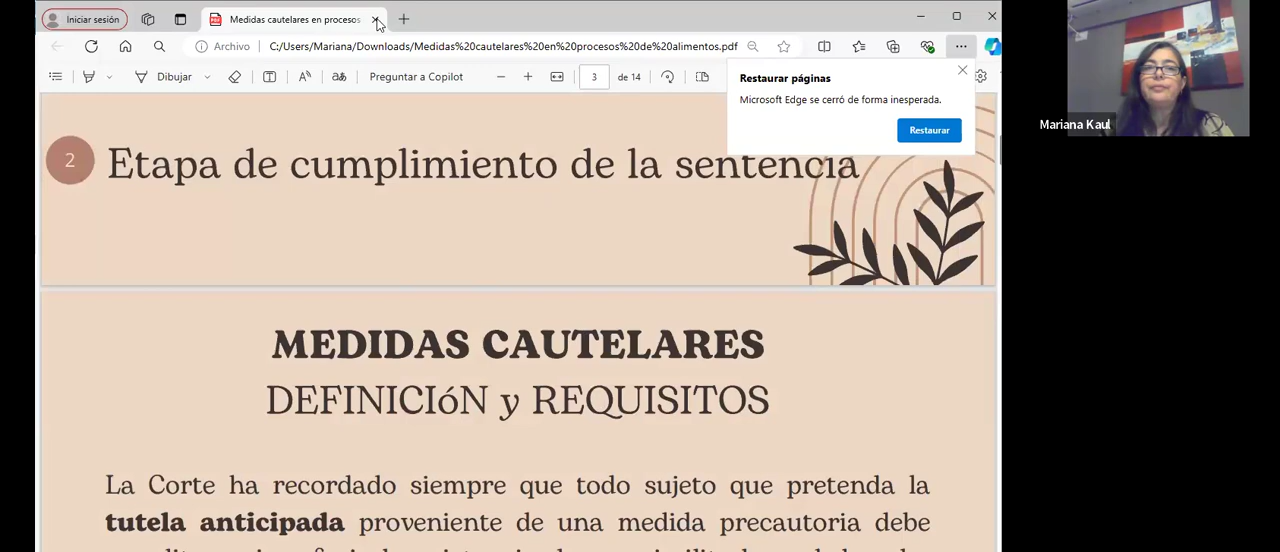 Iniciar sesión
Medidas cautelares en procesos
Archivo
C:/Users/Mariana/Downloads/Medidas%20cautelares%20en%20procesos%20de%20alimentos.pdf
Dibujar
Preguntar a Copilot
3
de 14
Restaurar páginas
Microsoft Edge se cerró de forma inesperada.
Restaurar
Mariana Kaul
2
Etapa de cumplimiento de la sentencia
MEDIDAS CAUTELARES
DEFINICIóN y REQUISITOS
La Corte ha recordado siempre que todo sujeto que pretenda la
tutela anticipada proveniente de una medida precautoria debe